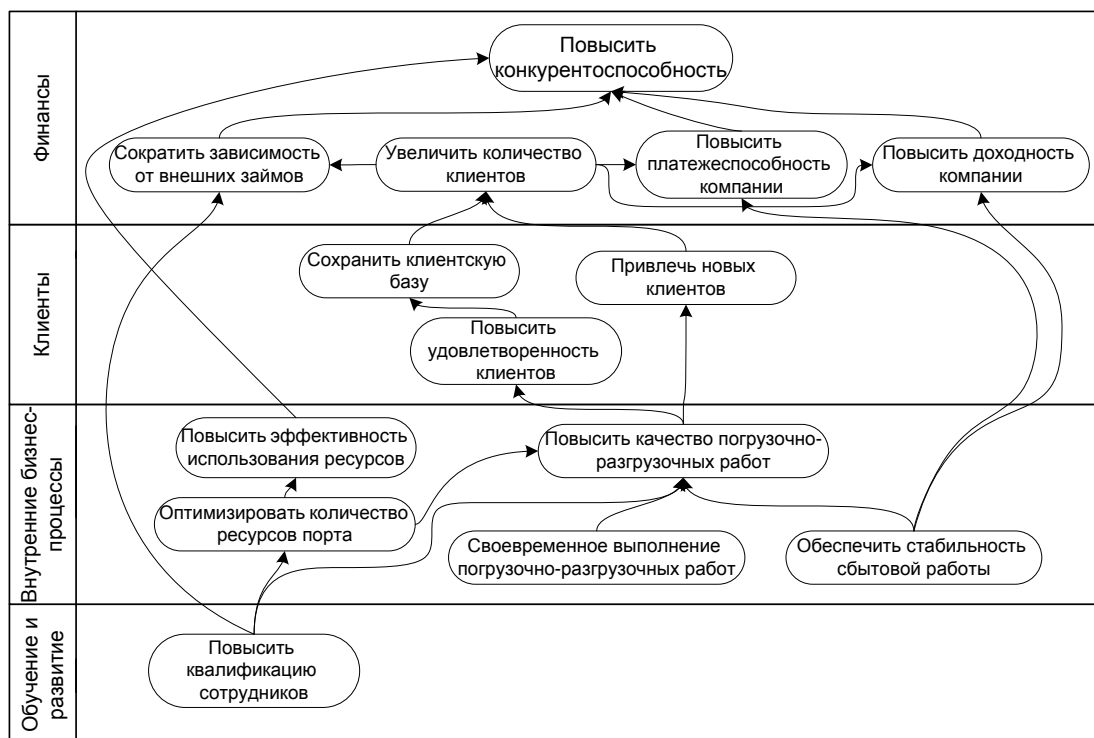 Финансы
Повысить
конкурентоспособность
Сократить зависимость
от внешних займов
Увеличить количество
клиентов
Повысить
платежеспособность
компании
Повысить доходность
компании
Клиенты
Сохранить клиентскую
базу
Привлечь новых
клиентов
Повысить
удовлетворенность
клиентов
Внутренние бизнес-
процессы
Повысить эффективность
использования ресурсов
Повысить качество погрузочно-
разгрузочных работ
Оптимизировать количество
ресурсов порта
Своевременное выполнение
погрузочно-разгрузочных работ
Обеспечить стабильность
сбытовой работы
Обучение и
развитие
Повысить
квалификацию
сотрудников